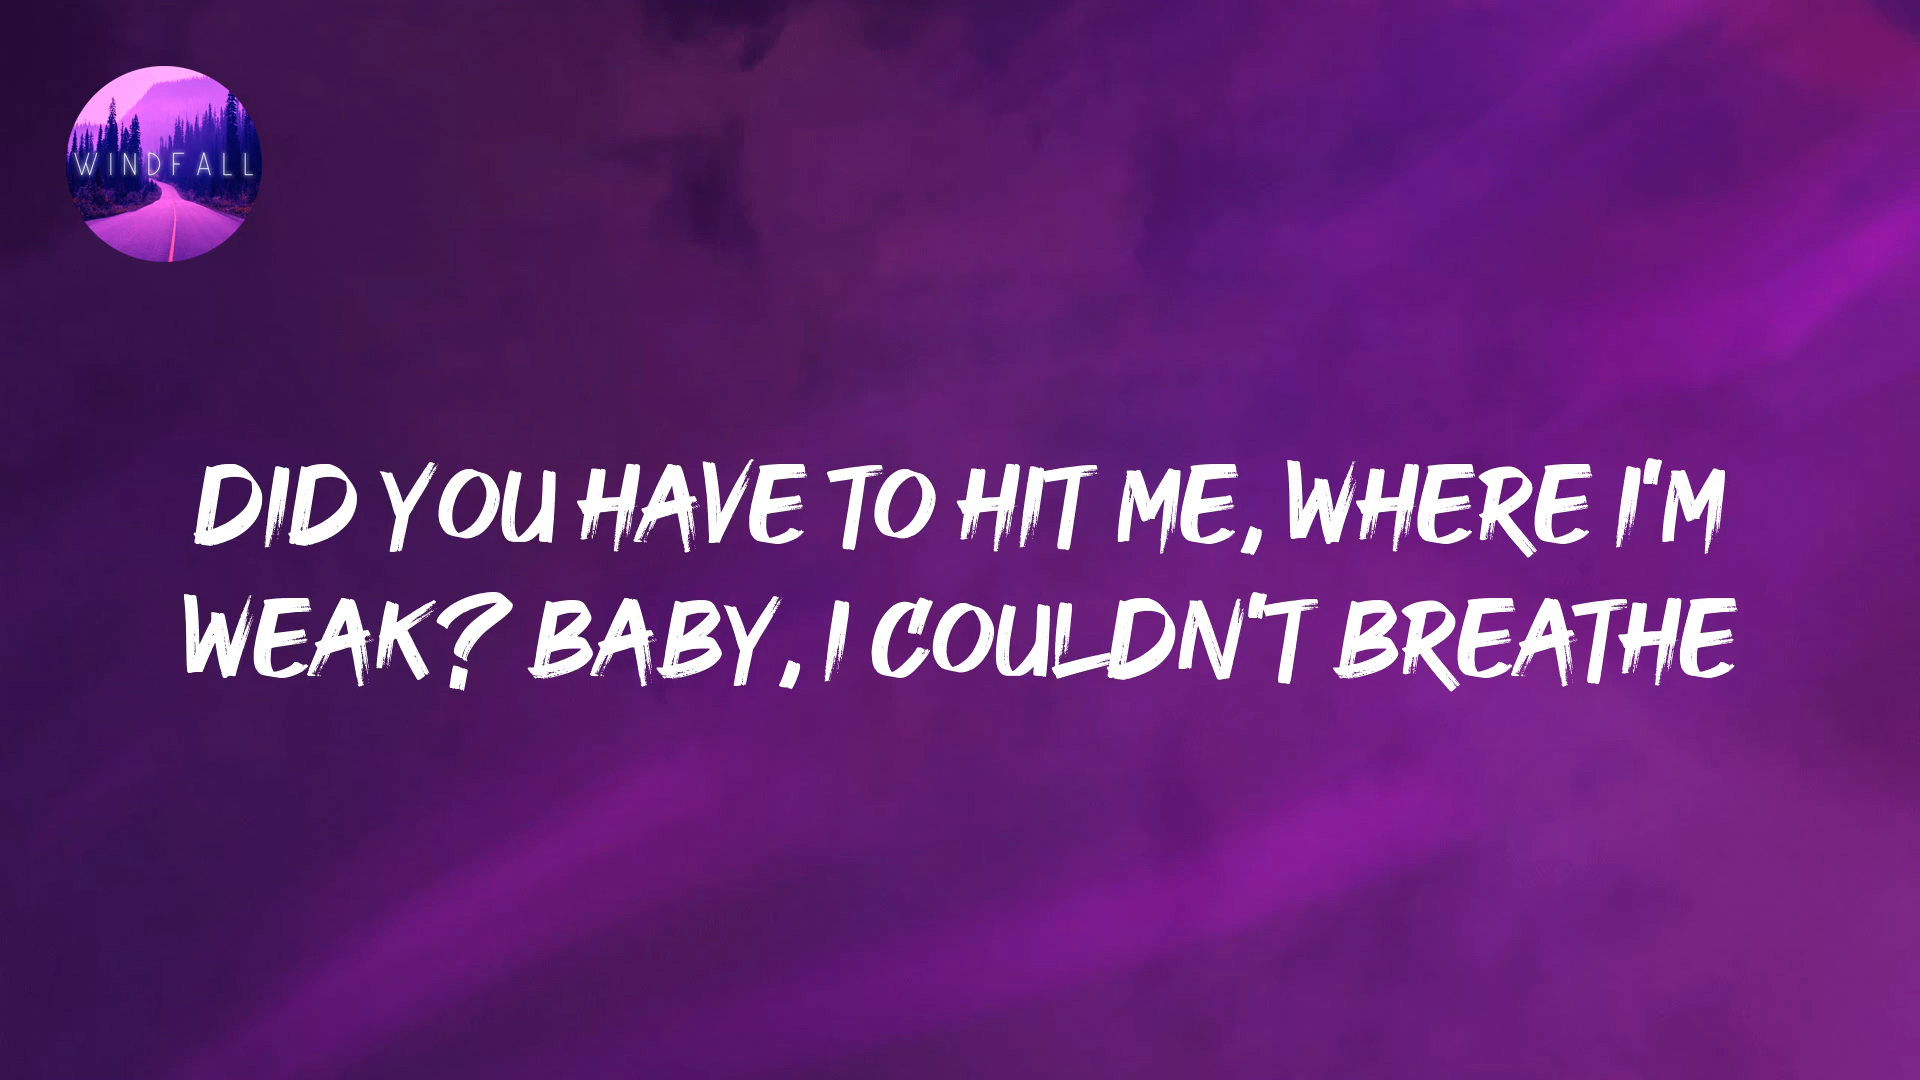 WINDFALL
DID YOU HAVE TO HIT ME, WHERE I'M
WEAK? BABY, I COULDN'T BREATHE